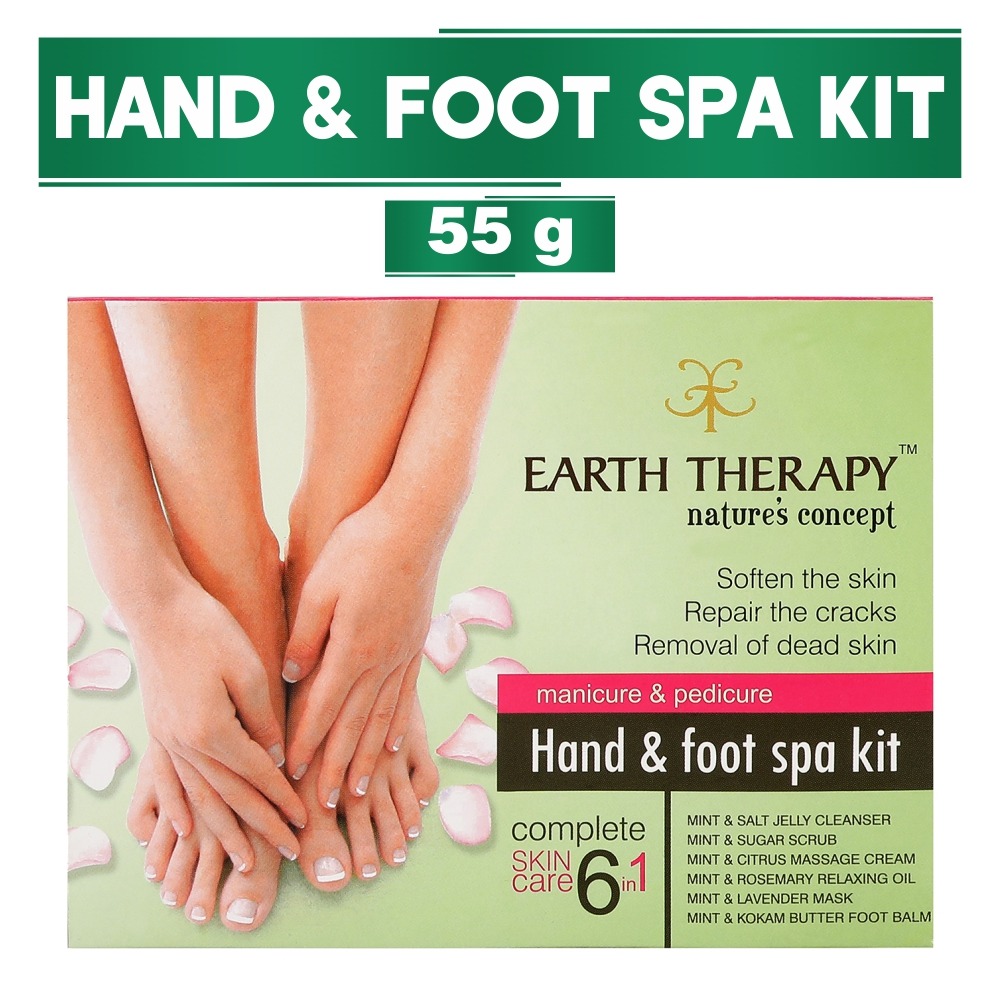 HAND & FOOT SPA KIT
55 g
EARTH THERAPY™
nature's concept
Soften the skin
Repair the cracks
Removal of dead skin
manicure & pedicure
Hand & foot spa kit
complete
SKIN
care 6 in 1
MINT & SALT JELLY CLEANSER
MINT & SUGAR SCRUB
MINT & CITRUS MASSAGE CREAM
MINT & ROSEMARY RELAXING OIL
MINT & LAVENDER MASK
MINT & KOKAM BUTTER FOOT BALM